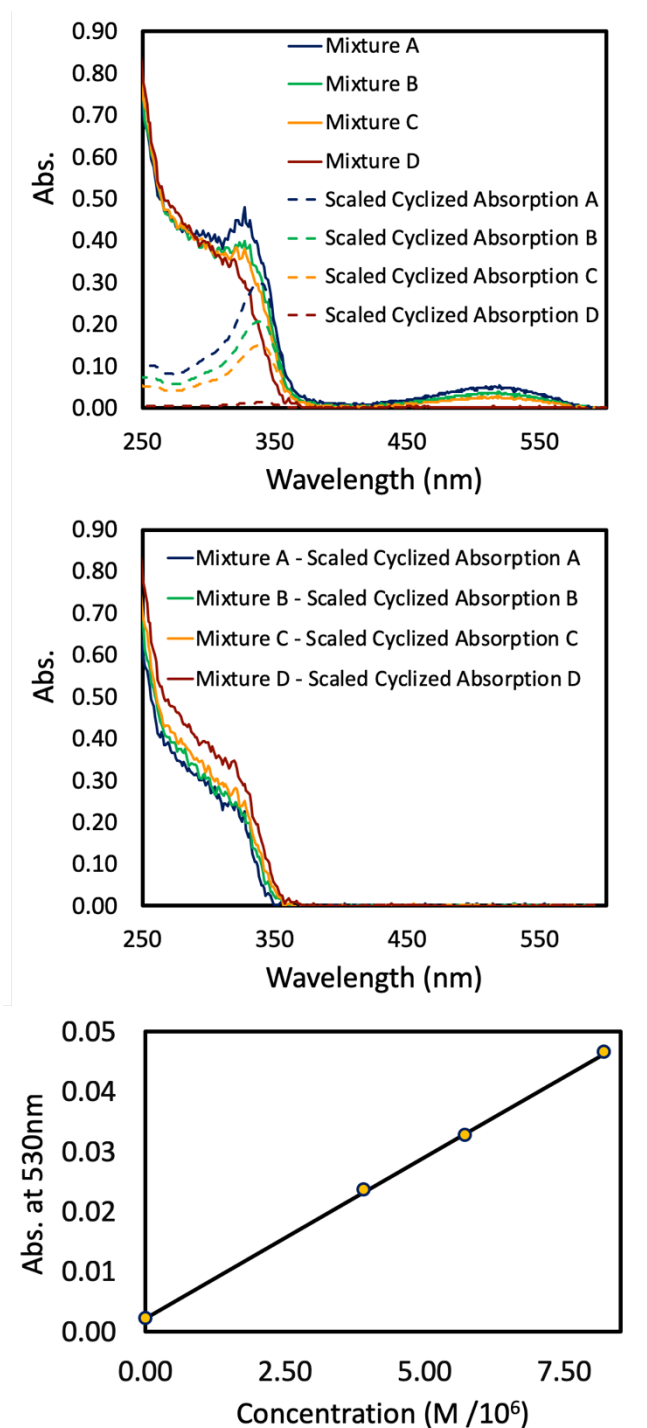 0.90
0.80
0.70
0.60
0.50
0.40
0.30
0.20
0.10
0.00
Abs.
Mixture A
Mixture B
Mixture C
Mixture D
Scaled Cyclized Absorption A
Scaled Cyclized Absorption B
Scaled Cyclized Absorption C
Scaled Cyclized Absorption D
250 350 450 550
Wavelength (nm)
0.90
0.80
0.70
0.60
0.50
0.40
0.30
0.20
0.10
0.00
Abs.
Mixture A - Scaled Cyclized Absorption A
Mixture B - Scaled Cyclized Absorption B
Mixture C - Scaled Cyclized Absorption C
Mixture D - Scaled Cyclized Absorption D
250 350 450 550
Wavelength (nm)
0.05
0.04
0.03
0.02
0.01
0.00
Abs. at 530nm
0.00 2.50 5.00 7.50
Concentration (M /10⁶)